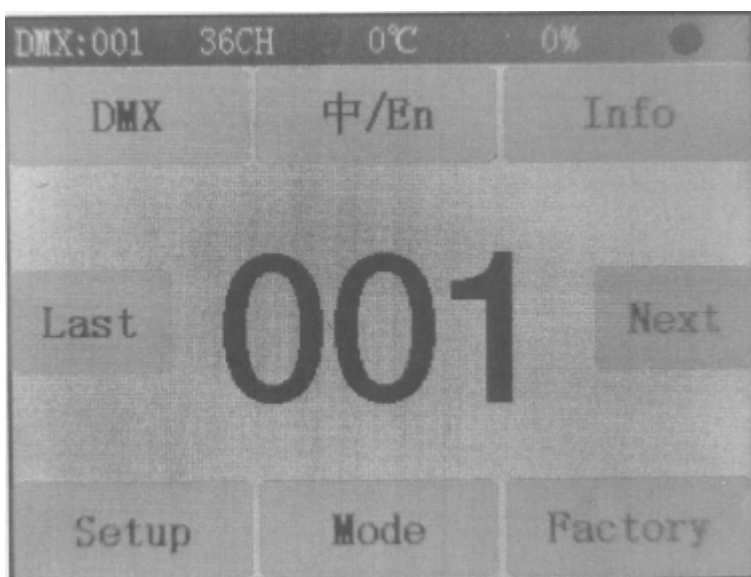 DMX:001 36CH 0℃ 0%
DMX 中/En Info
001
Last Next
Setup Mode Factory